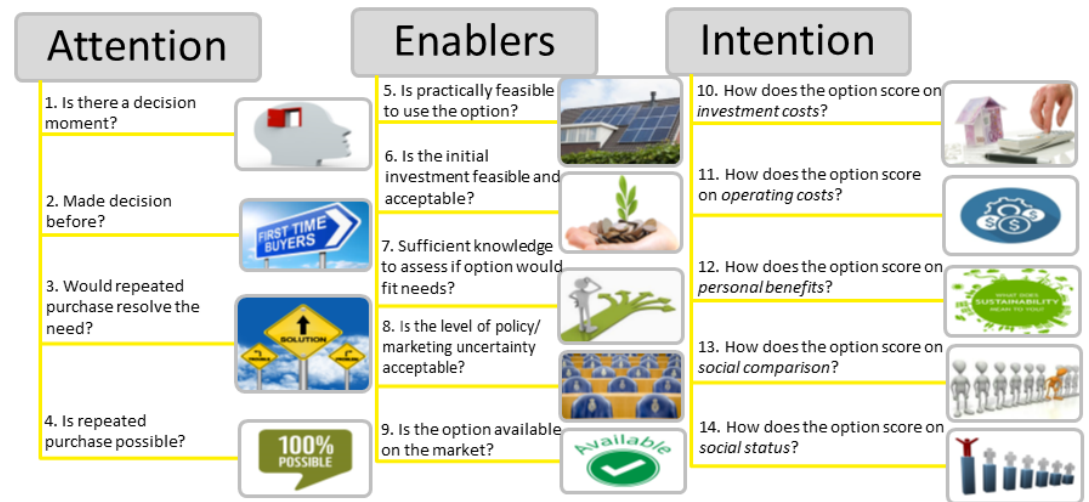 Attention
1. Is there a decision
moment?
2. Made decision
before?
FIRST TIME
BUYERS
3. Would repeated
purchase resolve the
need?
SOLUTION
4. Is repeated
purchase possible?
100%
POSSIBLE
Enablers
5. Is practically feasible
to use the option?
6. Is the initial
investment feasible and
acceptable?
7. Sufficient knowledge
to assess if option would
fit needs?
8. Is the level of policy/
marketing uncertainty
acceptable?
9. Is the option available
on the market?
Available
Intention
10. How does the option score on
investment costs?
11. How does the option score
on operating costs?
12. How does the option score on
personal benefits?
WHAT DOES
SUSTAINABILITY
MEAN TO YOU?
13. How does the option score on
social comparison?
14. How does the option score on
social status?